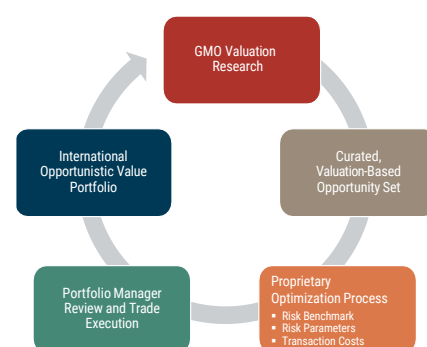 GMO Valuation
Research
Curated,
Valuation-Based
Opportunity Set
Proprietary
Optimization Process
▪ Risk Benchmark
▪ Risk Parameters
▪ Transaction Costs
Portfolio Manager
Review and Trade
Execution
International
Opportunistic Value
Portfolio